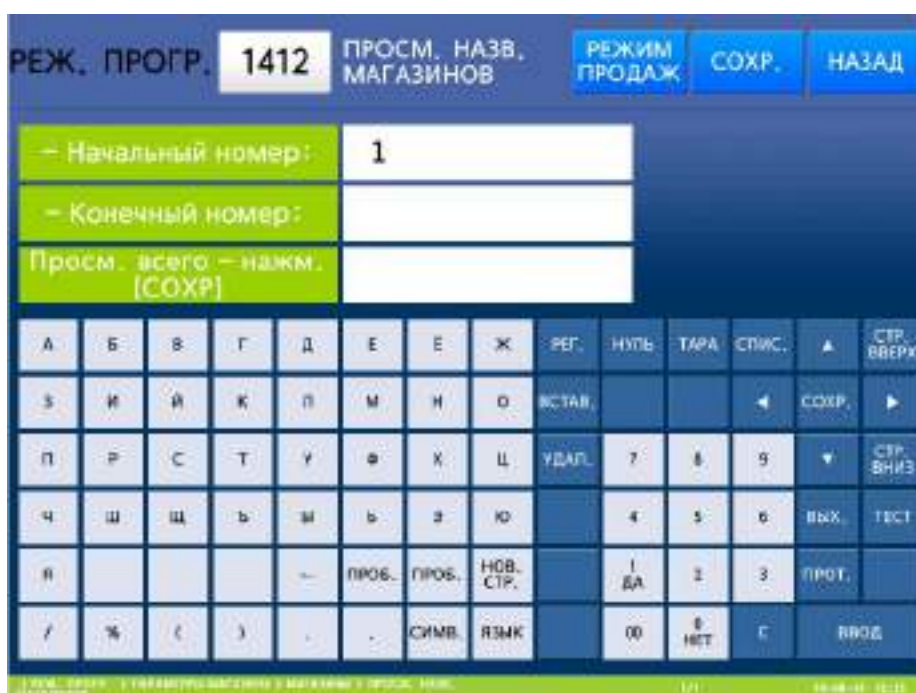 РЕЖ. ПРОГР. 1412 ПРОСМ. НАЗВ. МАГАЗИНОВ РЕЖИМ ПРОДАЖ СОХР. НАЗАД
- Начальный номер: 1
- Конечный номер:
Просм. всего - нажм.
[СОХР]
А Б В Г Д Е Ё Ж РЕГ. НУЛЬ ТАРА СПИС. ▲ СТР. ВВЕРХ
З И Й К Л М Н О ВСТАВ. ◄ СОХР. ►
П Р С Т У Ф Х Ц УДАЛ. 7 8 9 ▼ СТР. ВНИЗ
Ч Ш Щ Ъ Ы Ь Э Ю 4 5 6 ВЫХ. ТЕСТ
Я ПРОБ. ПРОБ. НОВ. СТР. 1 ДА 2 3 ПРОТ.
/ % ( ) . . СИМВ. ЯЗЫК 00 0 НЕТ С ВВОД
1/1